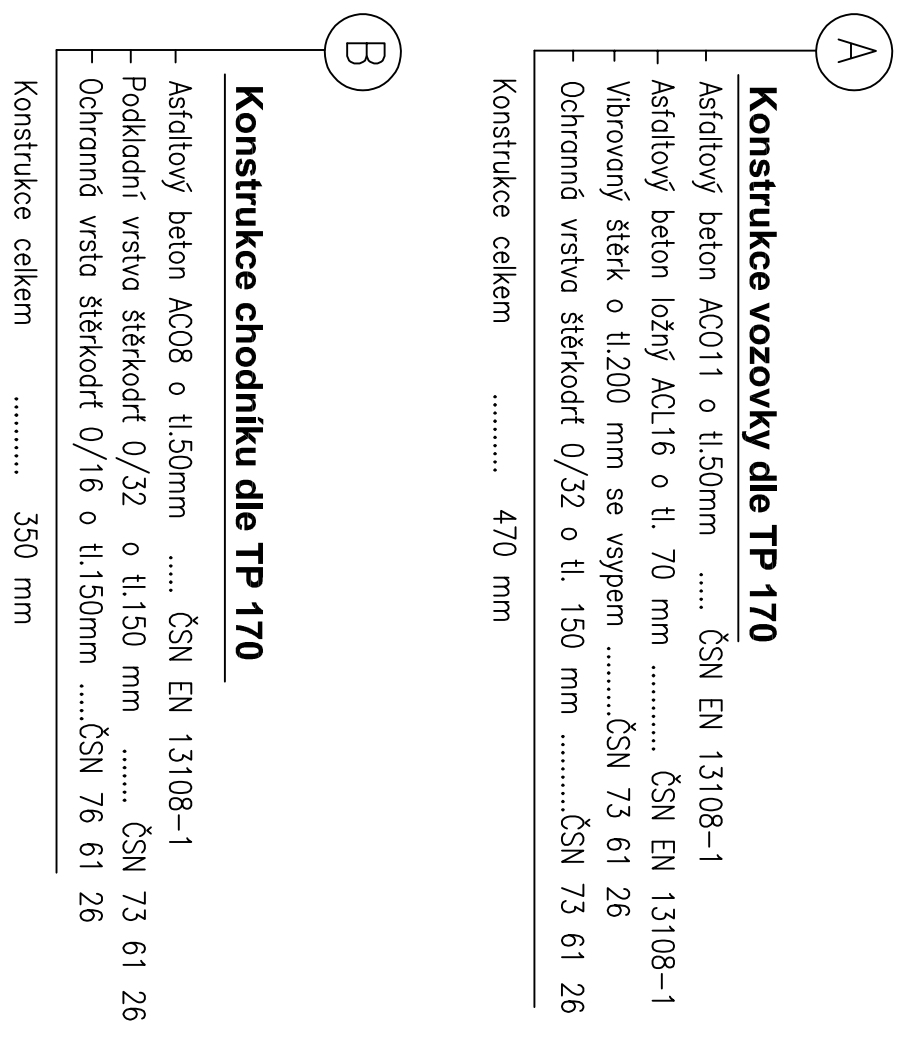 A
Konstrukce vozovky dle TP 170
Asfaltový beton ACO11 o tl.50mm ..... ČSN EN 13108-1
Asfaltový beton ložný ACL16 o tl. 70 mm ........... ČSN EN 13108-1
Vibrovaný štěrk o tl.200 mm se vsypem .........ČSN 73 61 26
Ochranná vrstva štěrkodrť 0/32 o tl. 150 mm ..........ČSN 73 61 26
Konstrukce celkem .......... 470 mm
B
Konstrukce chodníku dle TP 170
Asfaltový beton ACO8 o tl.50mm ..... ČSN EN 13108-1
Podkladní vrstva štěrkodrť 0/32 o tl.150 mm ....... ČSN 73 61 26
Ochranná vrsta štěrkodrť 0/16 o tl.150mm .....ČSN 76 61 26
Konstrukce celkem .......... 350 mm